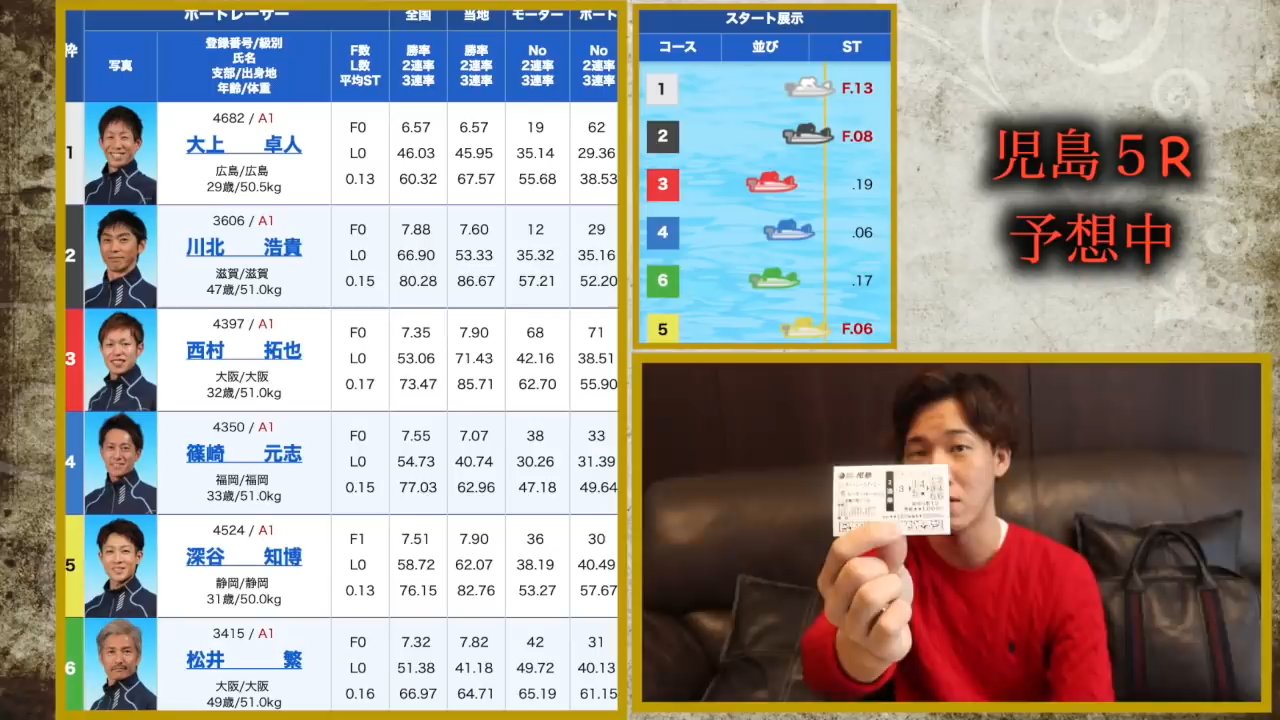 ボートレーサー 全国 当地 モーター ボート
枠 写真 登録番号/級別 氏名 支部/出身地 年齢/体重 F数 L数 平均ST 勝率 2連率 3連率 勝率 2連率 3連率 No 2連率 3連率 No 2連率 3連率
1 4682 / A1 大上 卓人 広島/広島 29歳/50.5kg F0 L0 0.13 6.57 46.03 60.32 6.57 45.95 67.57 19 35.14 55.68 62 29.36 38.53
2 3606 / A1 川北 浩貴 滋賀/滋賀 47歳/51.0kg F0 L0 0.15 7.88 66.90 80.28 7.60 53.33 86.67 12 35.32 57.21 29 35.16 52.20
3 4397 / A1 西村 拓也 大阪/大阪 32歳/51.0kg F0 L0 0.17 7.35 53.06 73.47 7.90 71.43 85.71 68 42.16 62.70 71 38.51 55.90
4 4350 / A1 篠崎 元志 福岡/福岡 33歳/51.0kg F0 L0 0.15 7.55 54.73 77.03 7.07 40.74 62.96 38 30.26 47.18 33 31.39 49.64
5 4524 / A1 深谷 知博 静岡/静岡 31歳/50.0kg F1 L0 0.13 7.51 58.72 76.15 7.90 62.07 82.76 36 38.19 53.27 30 40.49 57.67
6 3415 / A1 松井 繁 大阪/大阪 49歳/51.0kg F0 L0 0.16 7.32 51.38 66.97 7.82 41.18 64.71 42 49.72 65.19 31 40.13 61.15
スタート展示
コース 並び ST
1 F.13
2 F.08
3 .19
4 .06
6 .17
5 F.06
児島5R
予想中